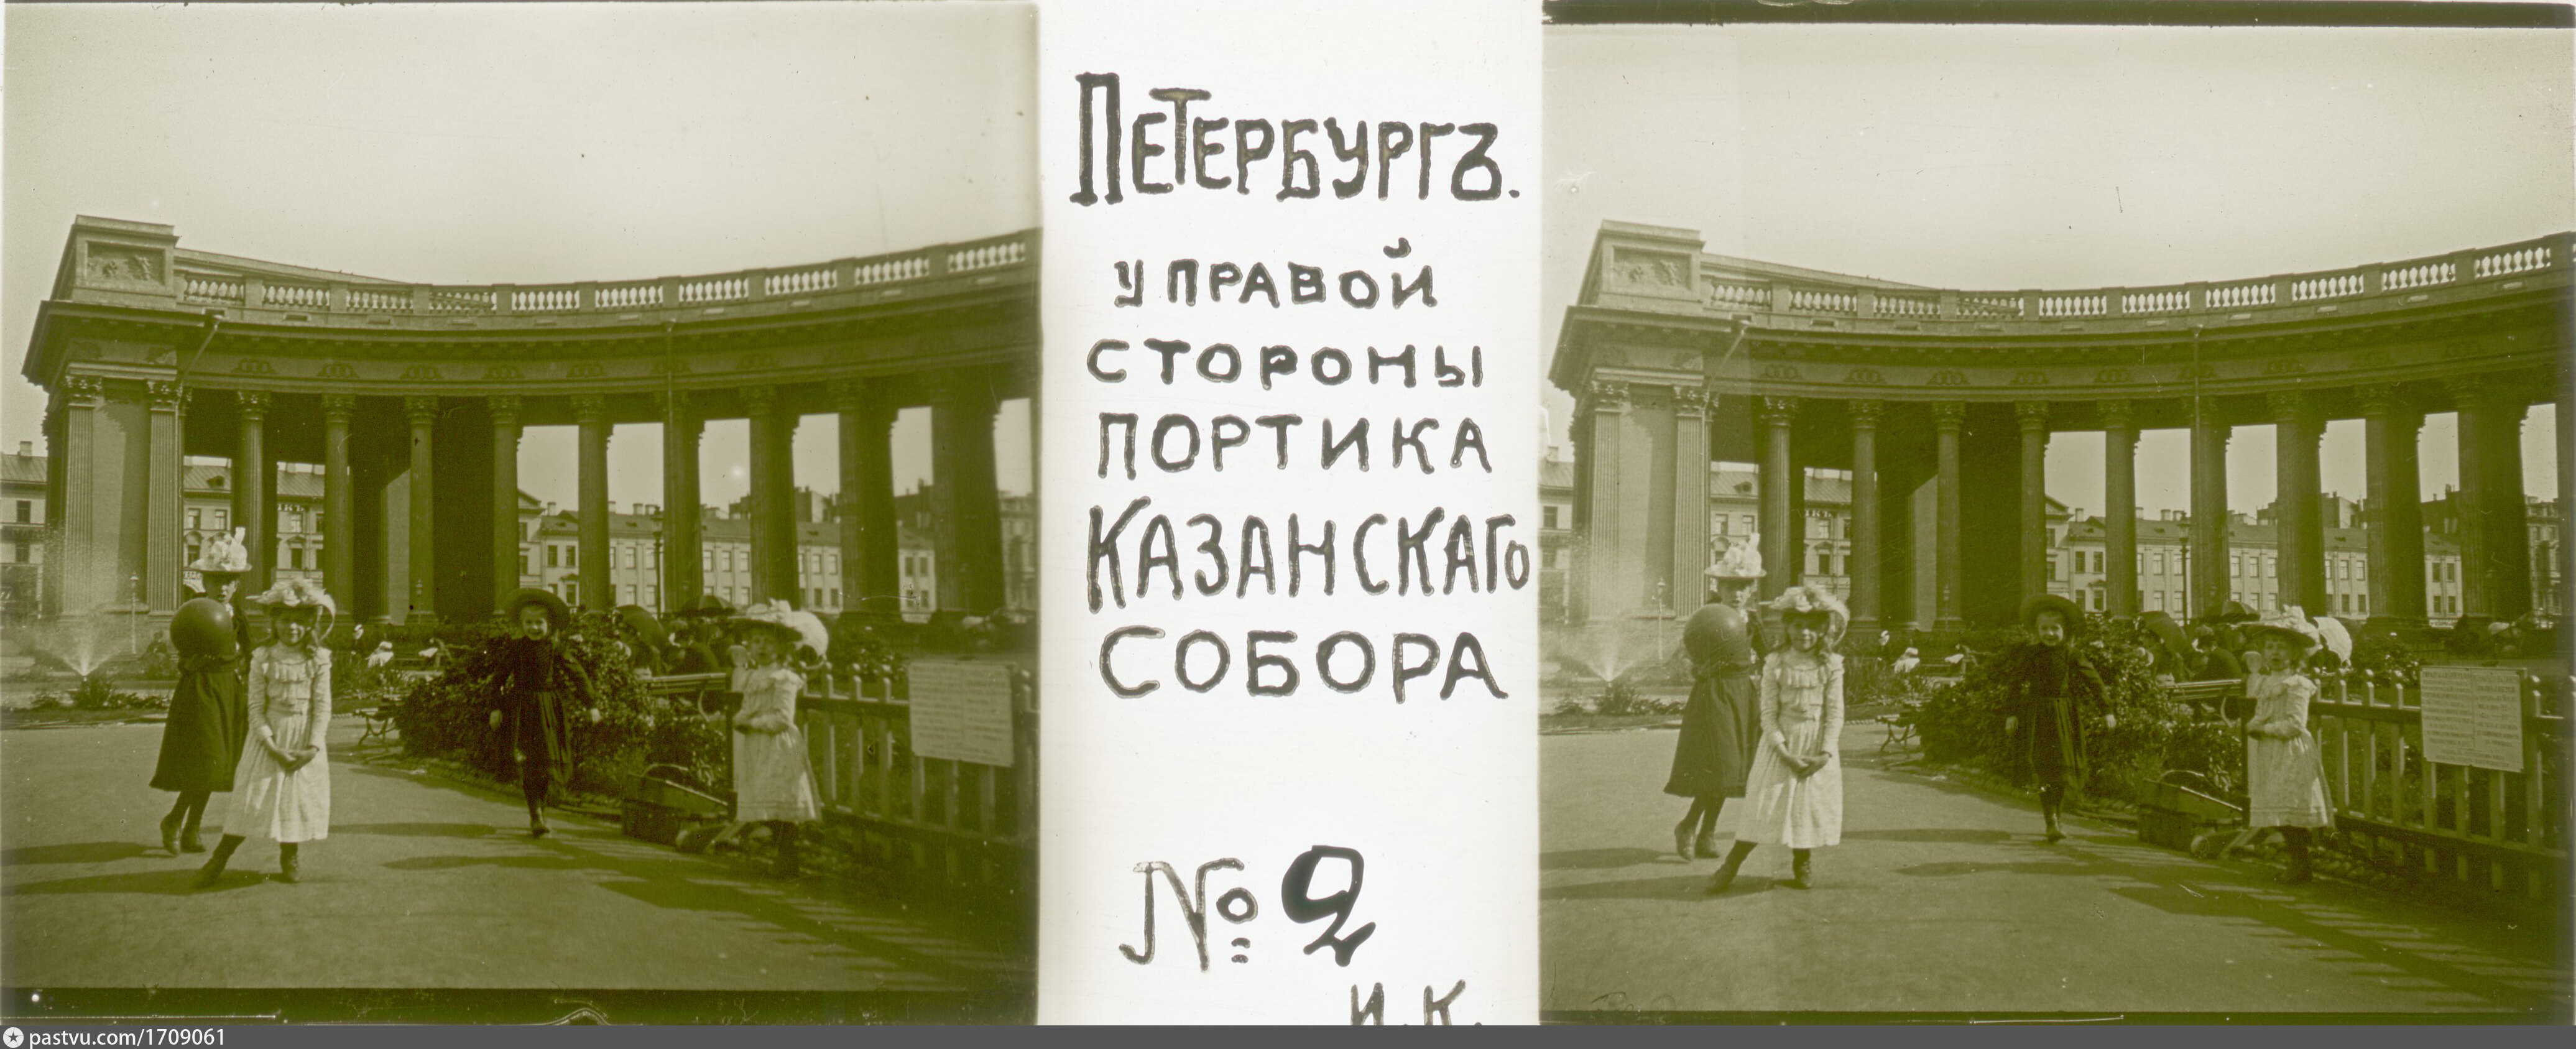 Петербургъ.
у правой
стороны
портика
Казанскаго
собора
№ 2
И.К.
pastvu.com/1709061